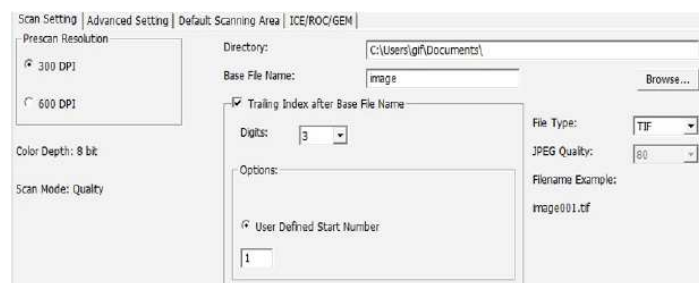 Scan Setting Advanced Setting Default Scanning Area ICE/ROC/GEM
Prescan Resolution
300 DPI
600 DPI
Color Depth: 8 bit
Scan Mode: Quality
Directory: C:\Users\gif\Documents\
Base File Name: image
Browse...
Trailing Index after Base File Name
Digits: 3
Options:
User Defined Start Number
1
File Type: TIF
JPEG Quality: 80
Filename Example:
image001.tif